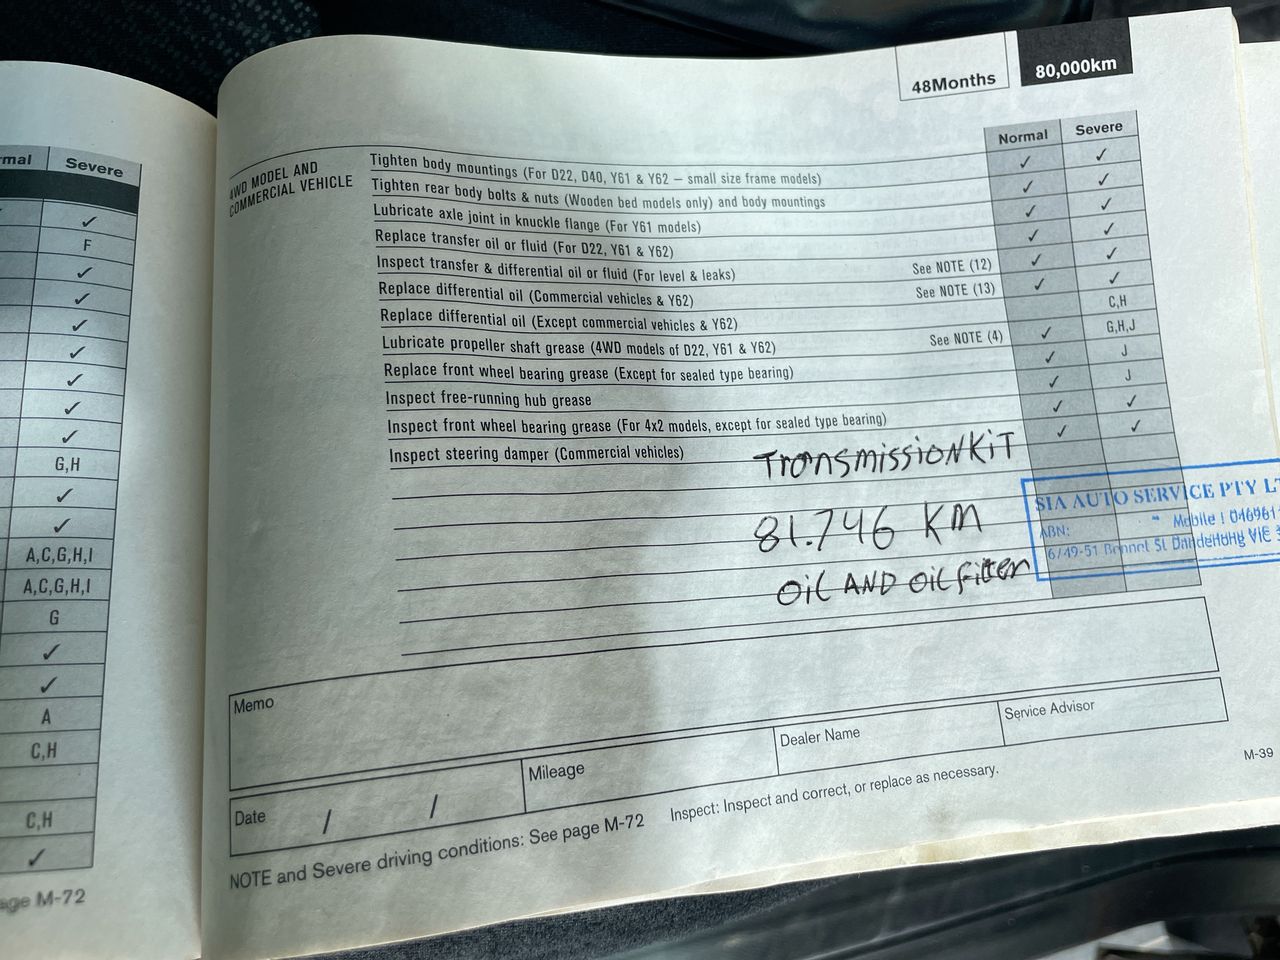 48Months 80,000km
Normal Severe
4WD MODEL AND
COMMERCIAL VEHICLE
Tighten body mountings (For D22, D40, Y61 & Y62 – small size frame models) ✓ ✓
Tighten rear body bolts & nuts (Wooden bed models only) and body mountings ✓ ✓
Lubricate axle joint in knuckle flange (For Y61 models) ✓ ✓
Replace transfer oil or fluid (For D22, Y61 & Y62) ✓ ✓
Inspect transfer & differential oil or fluid (For level & leaks) See NOTE (12) ✓ ✓
Replace differential oil (Commercial vehicles & Y62) See NOTE (13) ✓ ✓
Replace differential oil (Except commercial vehicles & Y62) C,H
Lubricate propeller shaft grease (4WD models of D22, Y61 & Y62) See NOTE (4) ✓ G,H,J
Replace front wheel bearing grease (Except for sealed type bearing) ✓ J
Inspect free-running hub grease ✓ J
Inspect front wheel bearing grease (For 4x2 models, except for sealed type bearing) ✓ ✓
Inspect steering damper (Commercial vehicles) ✓ ✓
TransmissionKiT
81.746 KM
OiL AND OiL filter
SIA AUTO SERVICE PTY
ABN:
Mobile
6/49-51 Bennet St Dandenong VIC
Memo
Date / /
Mileage
Dealer Name
Service Advisor
NOTE and Severe driving conditions: See page M-72 Inspect: Inspect and correct, or replace as necessary.
M-39
Severe
✓
F
✓
✓
✓
✓
✓
✓
✓
G,H
✓
✓
A,C,G,H,I
A,C,G,H,I
G
✓
✓
A
C,H
C,H
✓
M-72